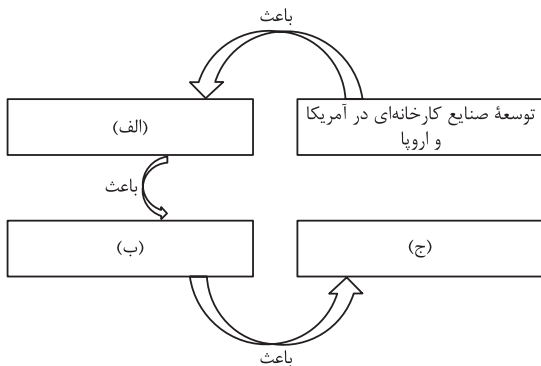 باعث
توسعهٔ صنایع کارخانه‌ای در آمریکا
و اروپا
(الف)
باعث
(ب)
(ج)
باعث